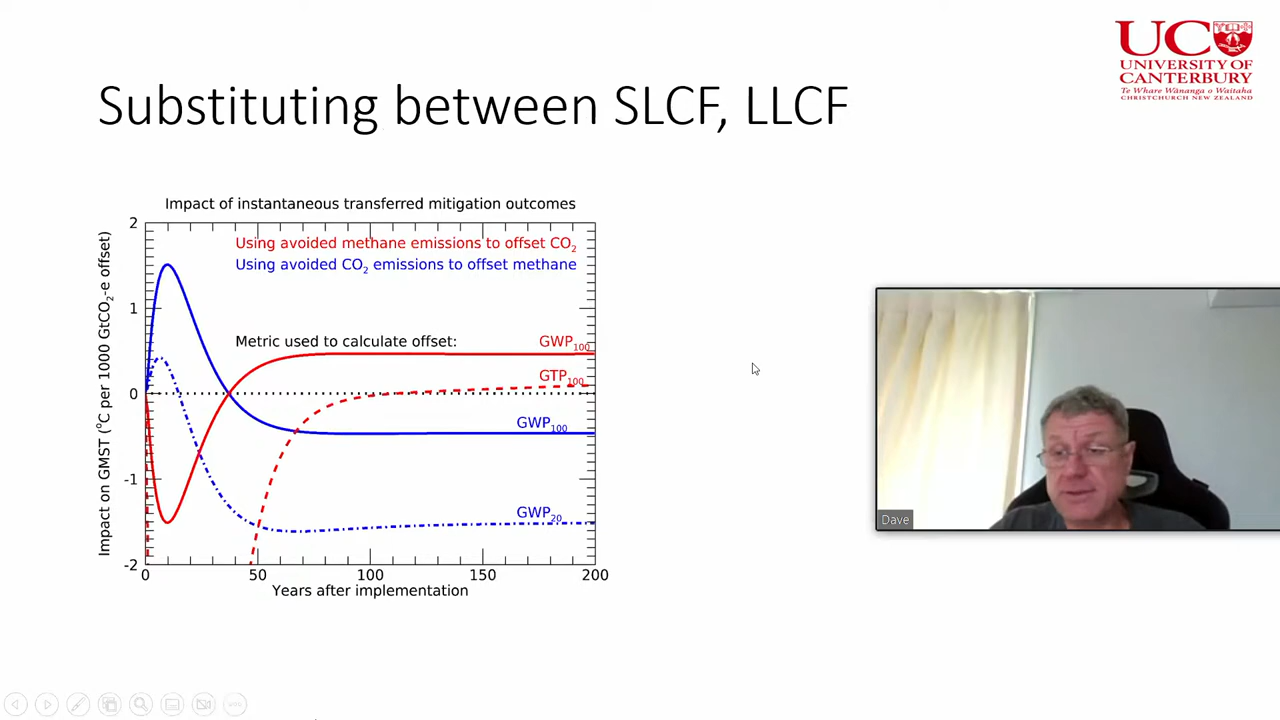 UC
UNIVERSITY OF
CANTERBURY
Te Whare Wānanga o Waitaha
CHRISTCHURCH NEW ZEALAND
Substituting between SLCF, LLCF
Impact of instantaneous transferred mitigation outcomes
Using avoided methane emissions to offset CO₂
Using avoided CO₂ emissions to offset methane
Metric used to calculate offset:
GWP₁₀₀
GTP₁₀₀
GWP₁₀₀
GWP₂₀
Impact on GMST (°C per 1000 GtCO₂-e offset)
2
1
0
-1
-2
0 50 100 150 200
Years after implementation
Dave